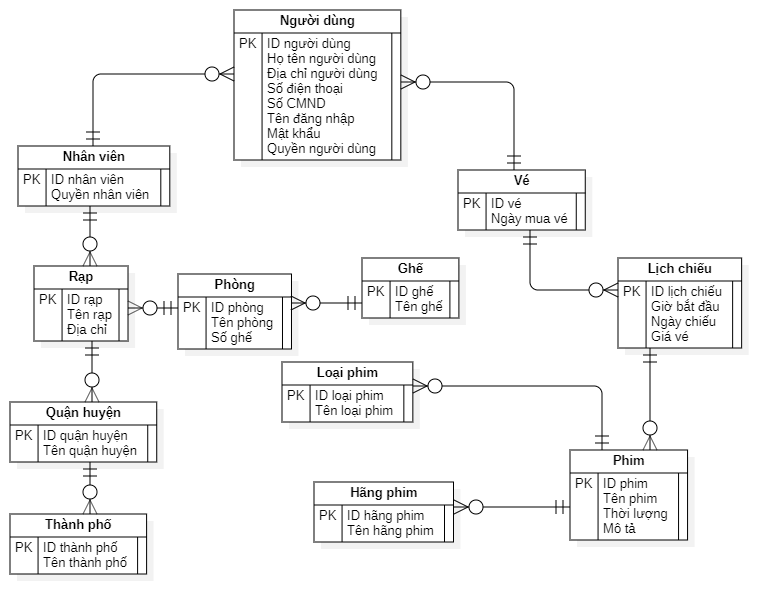 Người dùng
PK ID người dùng
Họ tên người dùng
Địa chỉ người dùng
Số điện thoại
Số CMND
Tên đăng nhập
Mật khẩu
Quyền người dùng
Nhân viên
PK ID nhân viên
Quyền nhân viên
Vé
PK ID vé
Ngày mua vé
Rạp
PK ID rạp
Tên rạp
Địa chỉ
Phòng
PK ID phòng
Tên phòng
Số ghế
Ghế
PK ID ghế
Tên ghế
Lịch chiếu
PK ID lịch chiếu
Giờ bắt đầu
Ngày chiếu
Giá vé
Loại phim
PK ID loại phim
Tên loại phim
Quận huyện
PK ID quận huyện
Tên quận huyện
Phim
PK ID phim
Tên phim
Thời lượng
Mô tả
Hãng phim
PK ID hãng phim
Tên hãng phim
Thành phố
PK ID thành phố
Tên thành phố